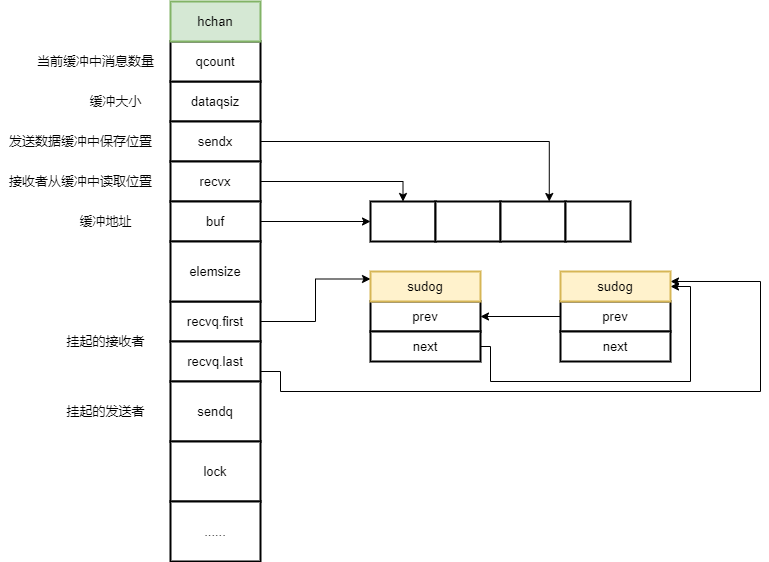 hchan
当前缓冲中消息数量 qcount
缓冲大小 dataqsiz
发送数据缓冲中保存位置 sendx
接收者从缓冲中读取位置 recvx
缓冲地址 buf
elemsize
挂起的接收者
recvq.first
recvq.last
挂起的发送者 sendq
lock
......
sudog
prev
next
sudog
prev
next